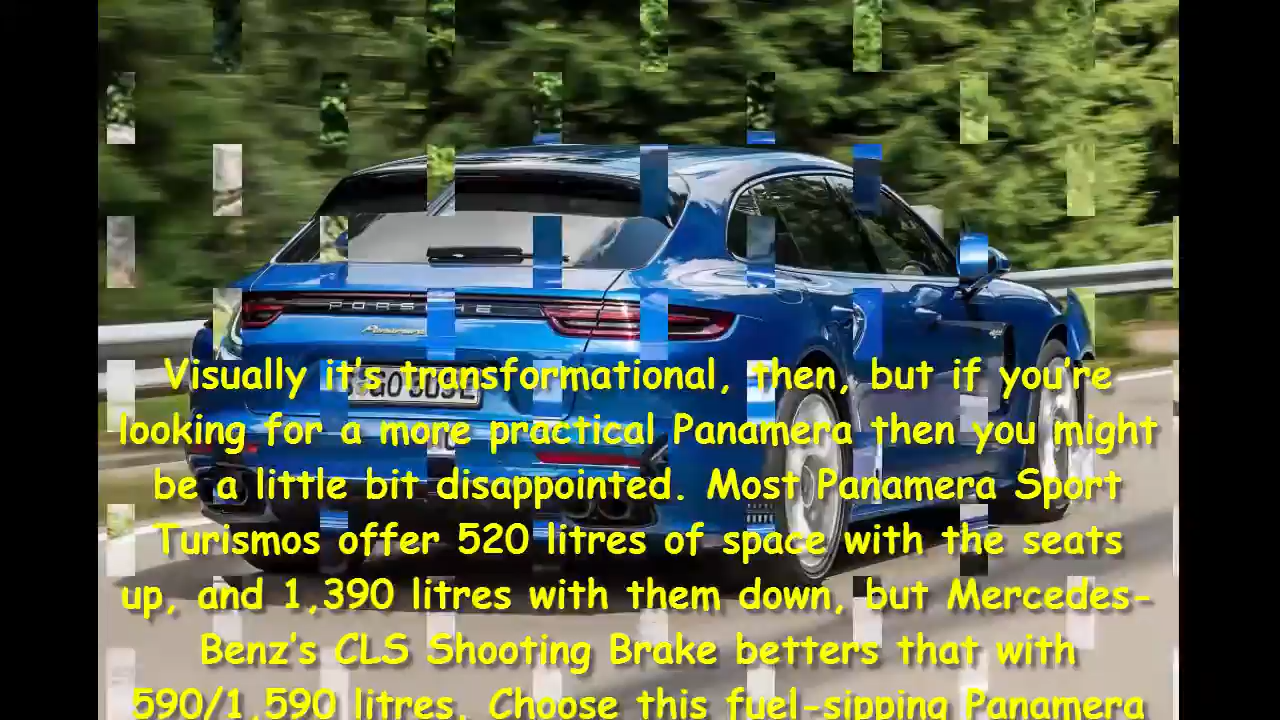 PORSCHE
Panamera
Visually it's transformational, then, but if you're
looking for a more practical Panamera then you might
be a little bit disappointed. Most Panamera Sport
Turismos offer 520 litres of space with the seats
up, and 1,390 litres with them down, but Mercedes-
Benz's CLS Shooting Brake betters that with
590/1,590 litres. Choose this fuel-sipping Panamera